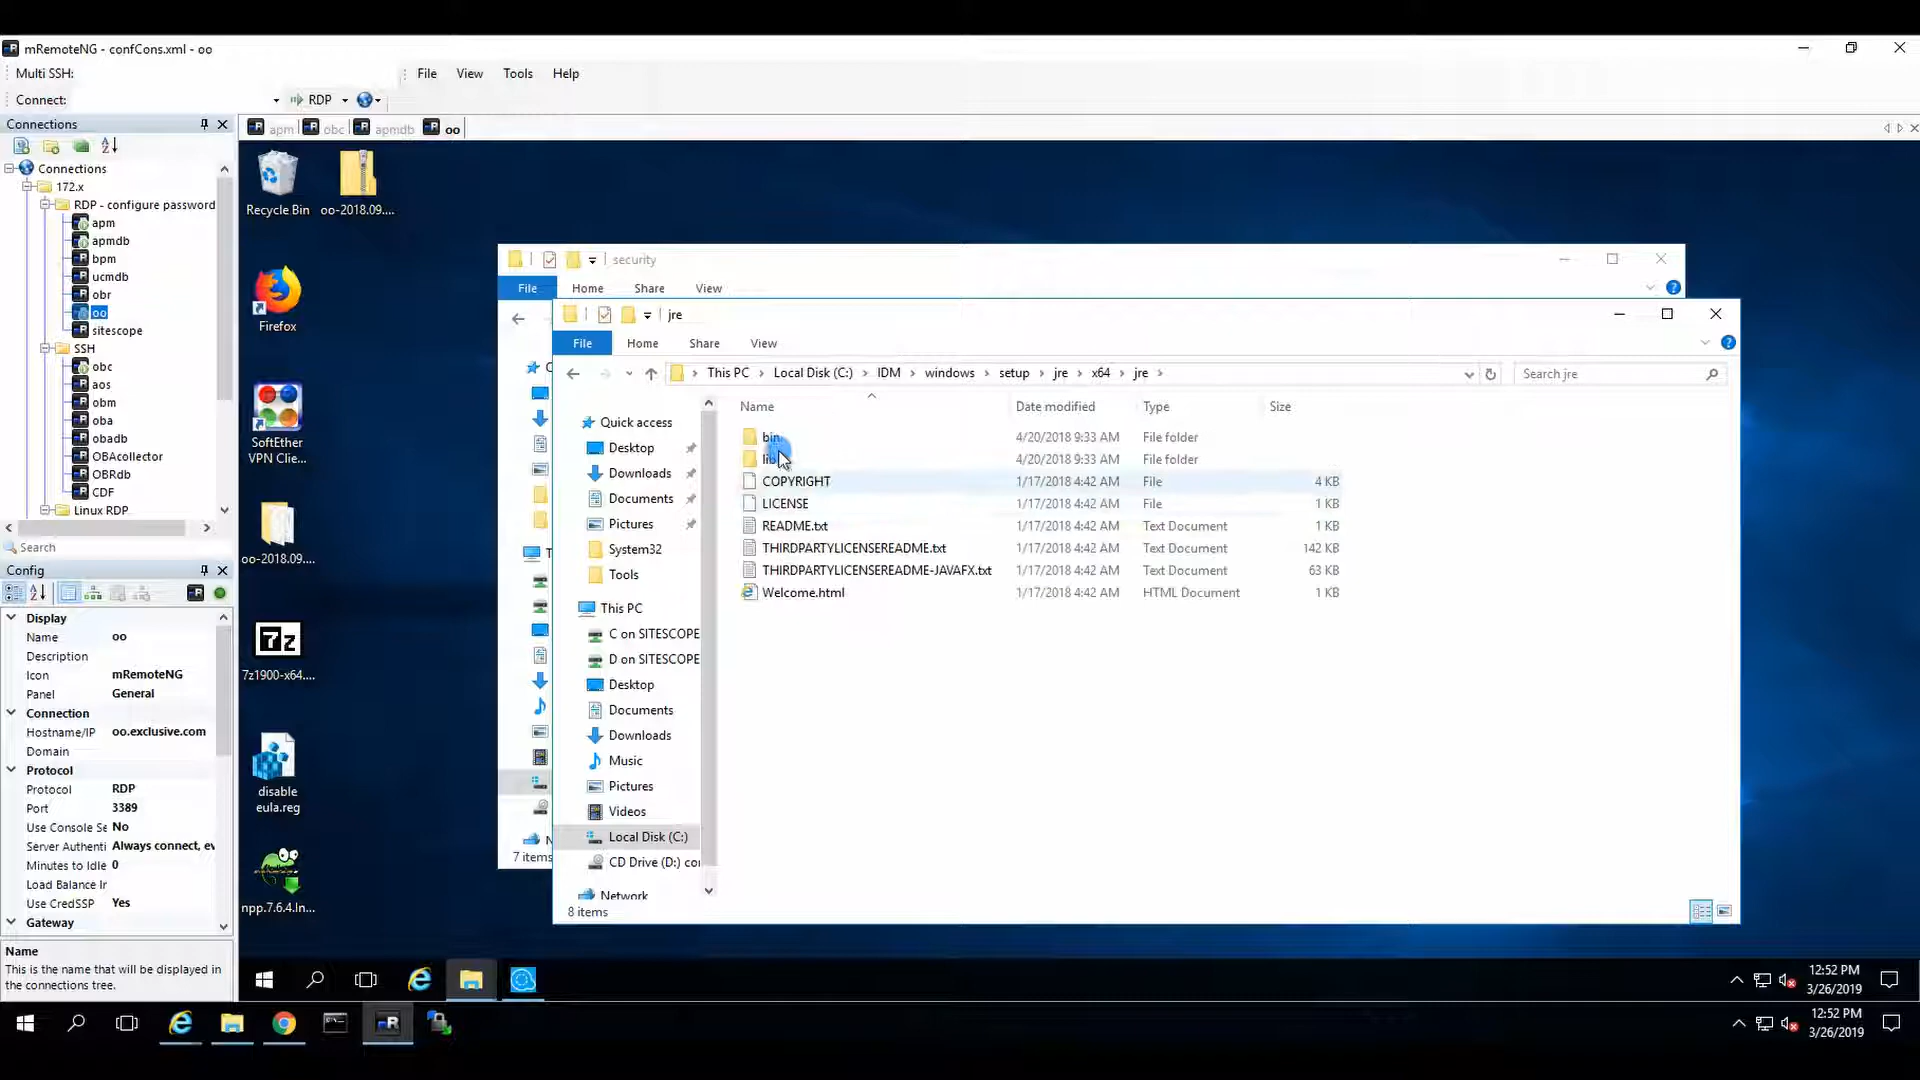 mRemoteNG - confCons.xml - oo
Multi SSH:
File View Tools Help
Connect:
RDP
Connections
apm obc apmdb oo
Connections
172.x
RDP - configure password
apm
apmdb
bpm
ucmdb
obr
oo
sitescope
SSH
obc
aos
obm
oba
obadb
OBAcollector
OBRdb
CDF
Linux RDP
Search
Config
Display
Name oo
Description
Icon mRemoteNG
Panel General
Connection
Hostname/IP oo.exclusive.com
Domain
Protocol
Protocol RDP
Port 3389
Use Console Se No
Server Authenti Always connect, ev
Minutes to Idle 0
Load Balance Ir
Use CredSSP Yes
Gateway
Name
This is the name that will be displayed in
the connections tree.
Recycle Bin
oo-2018.09....
Firefox
SoftEther
VPN Clie...
oo-2018.09....
7z
7z1900-x64....
disable
eula.reg
npp.7.6.4.In...
security
File Home Share View
7 items
jre
File Home Share View
This PC > Local Disk (C:) > IDM > windows > setup > jre > x64 > jre >
Search jre
Quick access
Desktop
Downloads
Documents
Pictures
System32
Tools
This PC
C on SITESCOPE
D on SITESCOPE
Desktop
Documents
Downloads
Music
Pictures
Videos
Local Disk (C:)
CD Drive (D:) co
Network
Name Date modified Type Size
bin 4/20/2018 9:33 AM File folder
lib 4/20/2018 9:33 AM File folder
COPYRIGHT 1/17/2018 4:42 AM File 4 KB
LICENSE 1/17/2018 4:42 AM File 1 KB
README.txt 1/17/2018 4:42 AM Text Document 1 KB
THIRDPARTYLICENSEREADME.txt 1/17/2018 4:42 AM Text Document 142 KB
THIRDPARTYLICENSEREADME-JAVAFX.txt 1/17/2018 4:42 AM Text Document 63 KB
Welcome.html 1/17/2018 4:42 AM HTML Document 1 KB
8 items
12:52 PM
3/26/2019
12:52 PM
3/26/2019